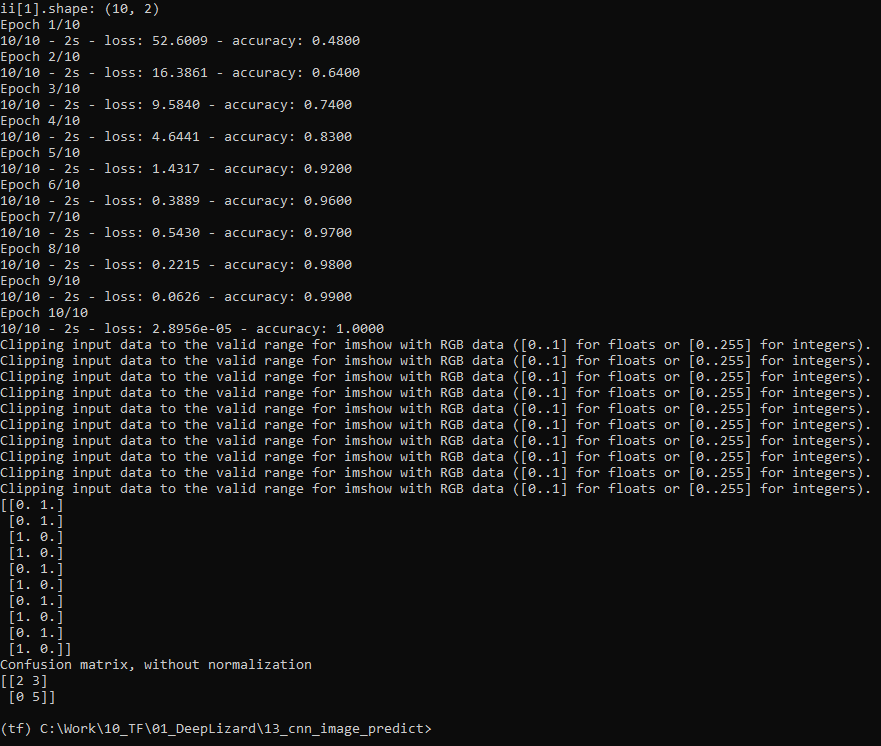 ii[1].shape: (10, 2)
Epoch 1/10
10/10 - 2s - loss: 52.6009 - accuracy: 0.4800
Epoch 2/10
10/10 - 2s - loss: 16.3861 - accuracy: 0.6400
Epoch 3/10
10/10 - 2s - loss: 9.5840 - accuracy: 0.7400
Epoch 4/10
10/10 - 2s - loss: 4.6441 - accuracy: 0.8300
Epoch 5/10
10/10 - 2s - loss: 1.4317 - accuracy: 0.9200
Epoch 6/10
10/10 - 2s - loss: 0.3889 - accuracy: 0.9600
Epoch 7/10
10/10 - 2s - loss: 0.5430 - accuracy: 0.9700
Epoch 8/10
10/10 - 2s - loss: 0.2215 - accuracy: 0.9800
Epoch 9/10
10/10 - 2s - loss: 0.0626 - accuracy: 0.9900
Epoch 10/10
10/10 - 2s - loss: 2.8956e-05 - accuracy: 1.0000
Clipping input data to the valid range for imshow with RGB data ([0..1] for floats or [0..255] for integers).
Clipping input data to the valid range for imshow with RGB data ([0..1] for floats or [0..255] for integers).
Clipping input data to the valid range for imshow with RGB data ([0..1] for floats or [0..255] for integers).
Clipping input data to the valid range for imshow with RGB data ([0..1] for floats or [0..255] for integers).
Clipping input data to the valid range for imshow with RGB data ([0..1] for floats or [0..255] for integers).
Clipping input data to the valid range for imshow with RGB data ([0..1] for floats or [0..255] for integers).
Clipping input data to the valid range for imshow with RGB data ([0..1] for floats or [0..255] for integers).
Clipping input data to the valid range for imshow with RGB data ([0..1] for floats or [0..255] for integers).
Clipping input data to the valid range for imshow with RGB data ([0..1] for floats or [0..255] for integers).
Clipping input data to the valid range for imshow with RGB data ([0..1] for floats or [0..255] for integers).
[[0. 1.]
 [0. 1.]
 [1. 0.]
 [1. 0.]
 [0. 1.]
 [1. 0.]
 [0. 1.]
 [1. 0.]
 [0. 1.]
 [1. 0.]]
Confusion matrix, without normalization
[[2 3]
 [0 5]]
(tf) C:\Work\10_TF\01_DeepLizard\13_cnn_image_predict>